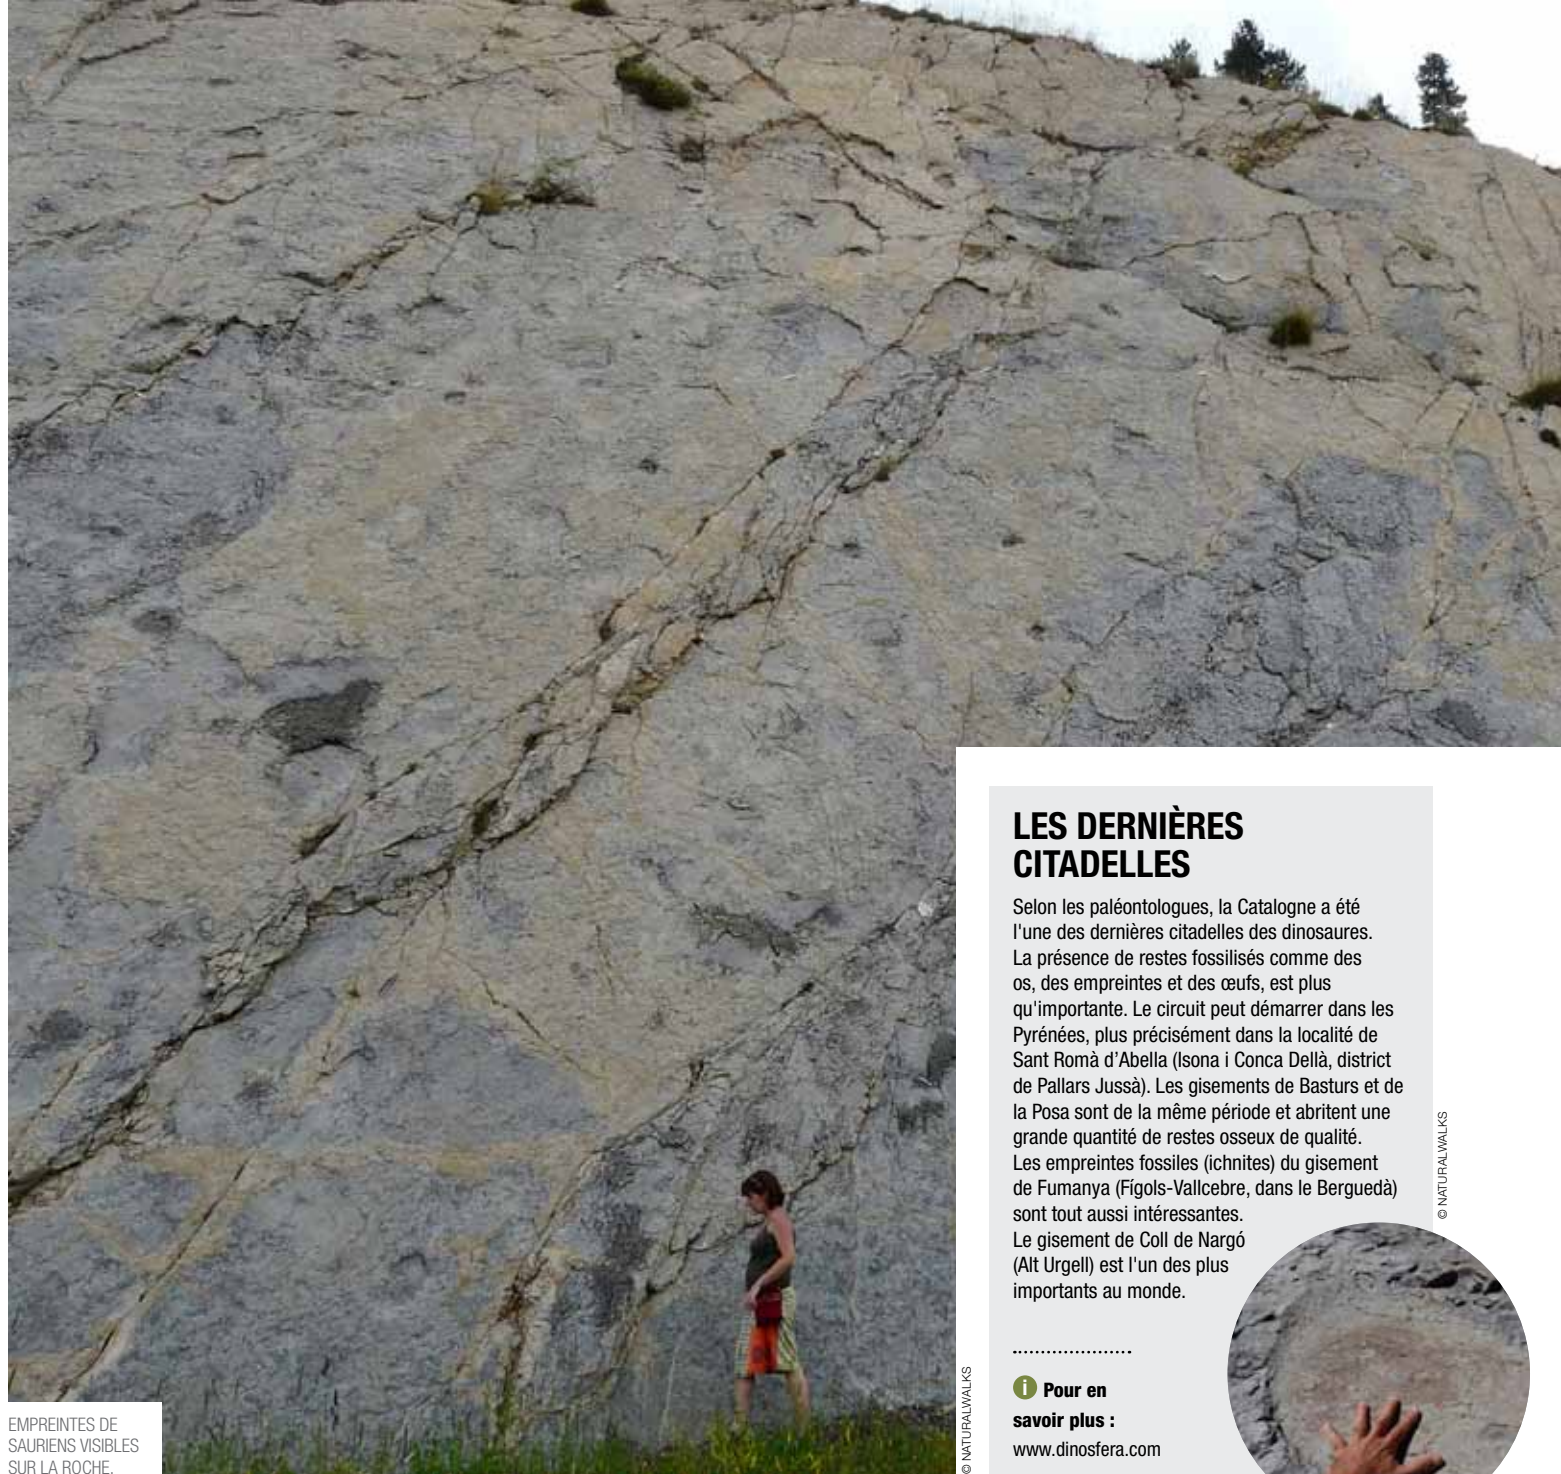 LES DERNIÈRES
CITADELLES
Selon les paléontologues, la Catalogne a été
l'une des dernières citadelles des dinosaures.
La présence de restes fossilisés comme des
os, des empreintes et des œufs, est plus
qu'importante. Le circuit peut démarrer dans les
Pyrénées, plus précisément dans la localité de
Sant Romà d’Abella (Isona i Conca Dellà, district
de Pallars Jussà). Les gisements de Basturs et de
la Posa sont de la même période et abritent une
grande quantité de restes osseux de qualité.
Les empreintes fossiles (ichnites) du gisement
de Fumanya (Fígols-Vallcebre, dans le Berguedà)
sont tout aussi intéressantes.
Le gisement de Coll de Nargó
(Alt Urgell) est l'un des plus
importants au monde.
.....................
i Pour en
savoir plus :
www.dinosfera.com
© NATURALWALKS
© NATURALWALKS
EMPREINTES DE
SAURIENS VISIBLES
SUR LA ROCHE.